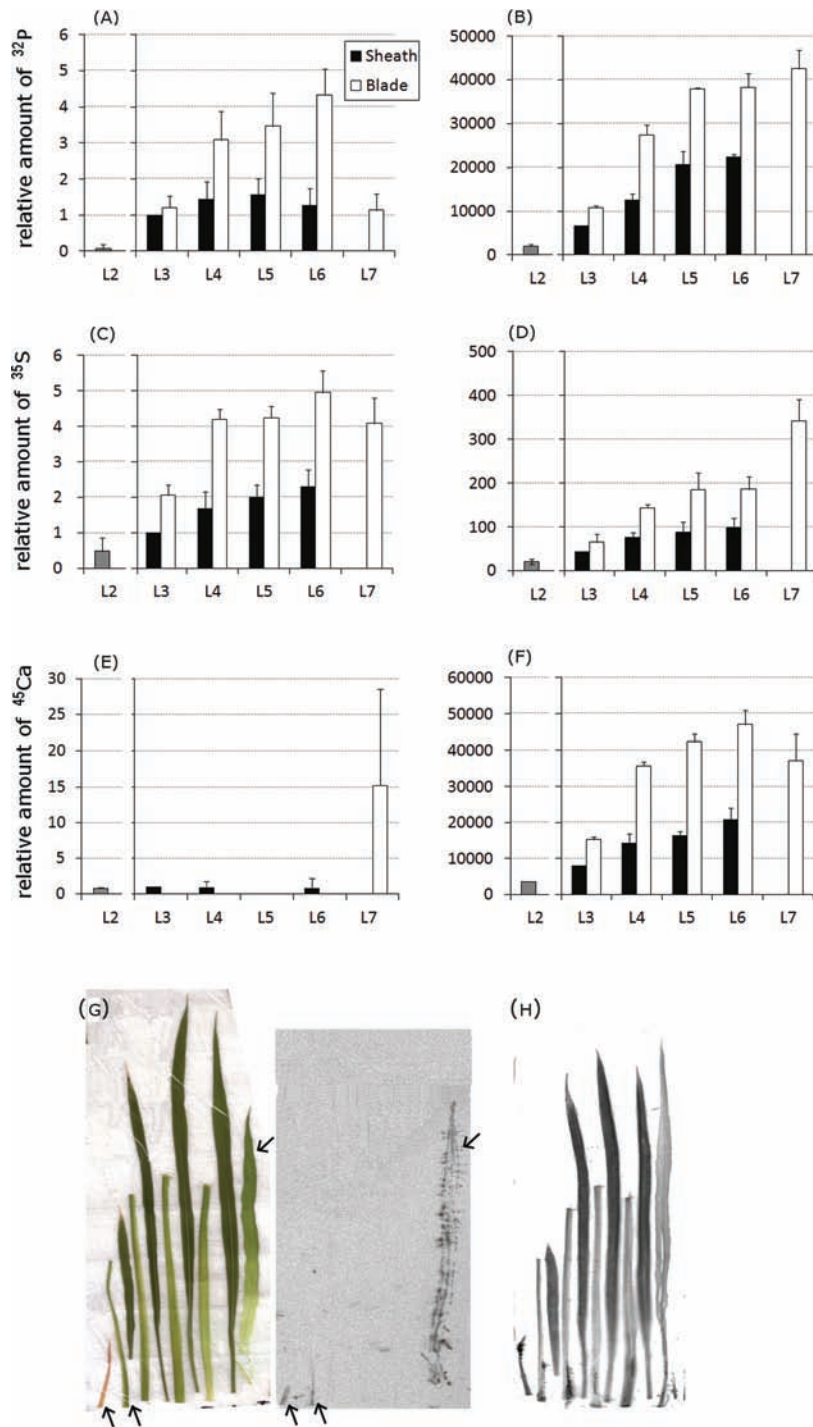 (A)
relative amount of ³²P
6
5
4
3
2
1
0
Sheath
Blade
L2 L3 L4 L5 L6 L7
(B)
50000
40000
30000
20000
10000
0
L2 L3 L4 L5 L6 L7
(C)
relative amount of ³⁵S
6
5
4
3
2
1
0
L2 L3 L4 L5 L6 L7
(D)
500
400
300
200
100
0
L2 L3 L4 L5 L6 L7
(E)
relative amount of ⁴⁵Ca
30
25
20
15
10
5
0
L2 L3 L4 L5 L6 L7
(F)
60000
50000
40000
30000
20000
10000
0
L2 L3 L4 L5 L6 L7
(G)
(H)